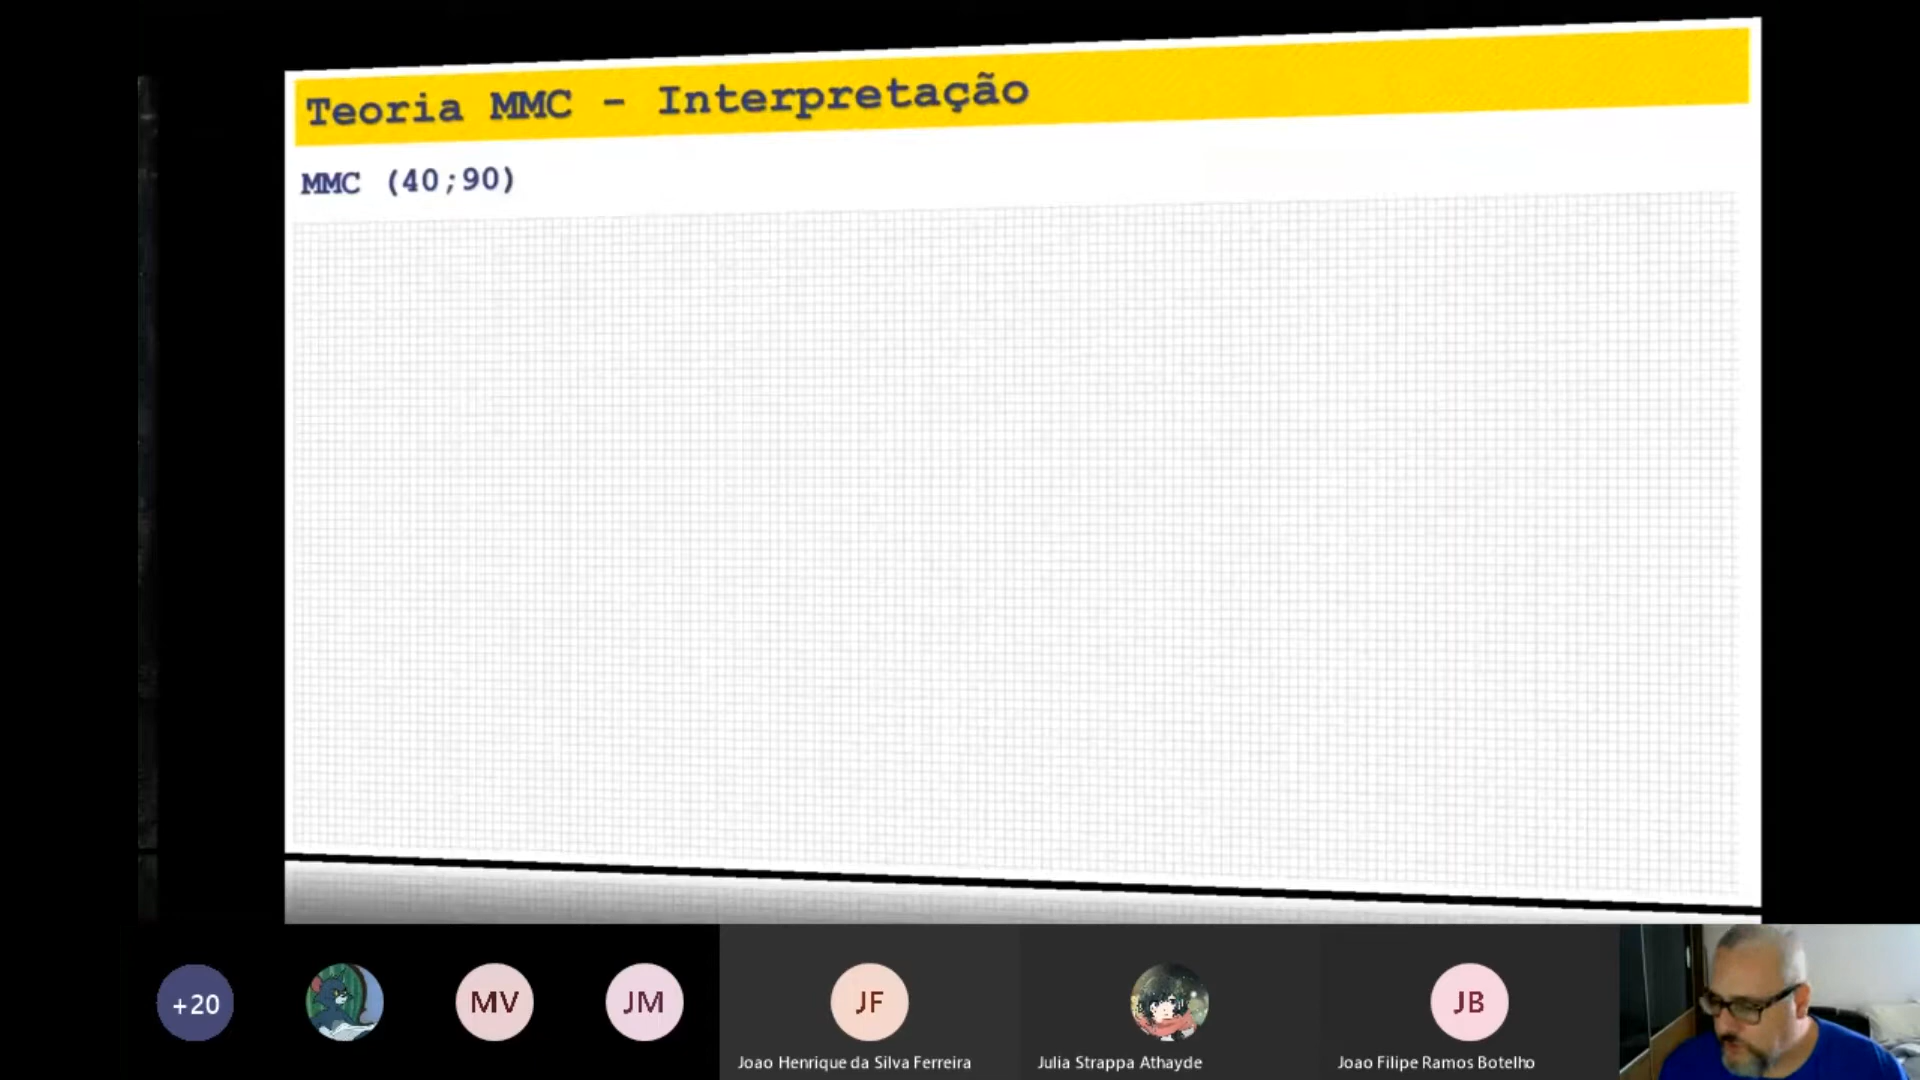 Teoria MMC - Interpretação
MMC (40;90)
+20
MV
JM
JF
JB
Joao Henrique da Silva Ferreira
Julia Strappa Athayde
Joao Filipe Ramos Botelho